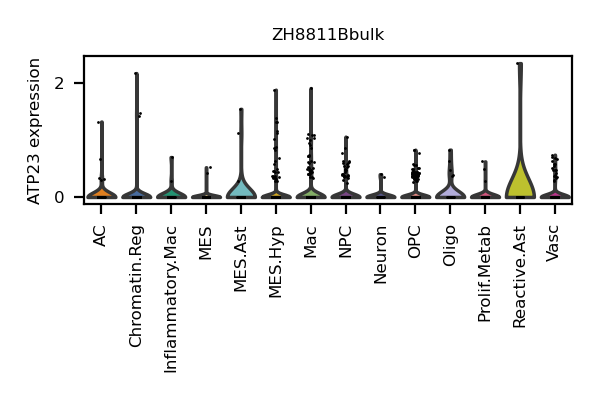 ZH8811Bbulk
ATP23 expression
2
0
AC
Chromatin.Reg
Inflammatory.Mac
MES
MES.Ast
MES.Hyp
Mac
NPC
Neuron
OPC
Oligo
Prolif.Metab
Reactive.Ast
Vasc